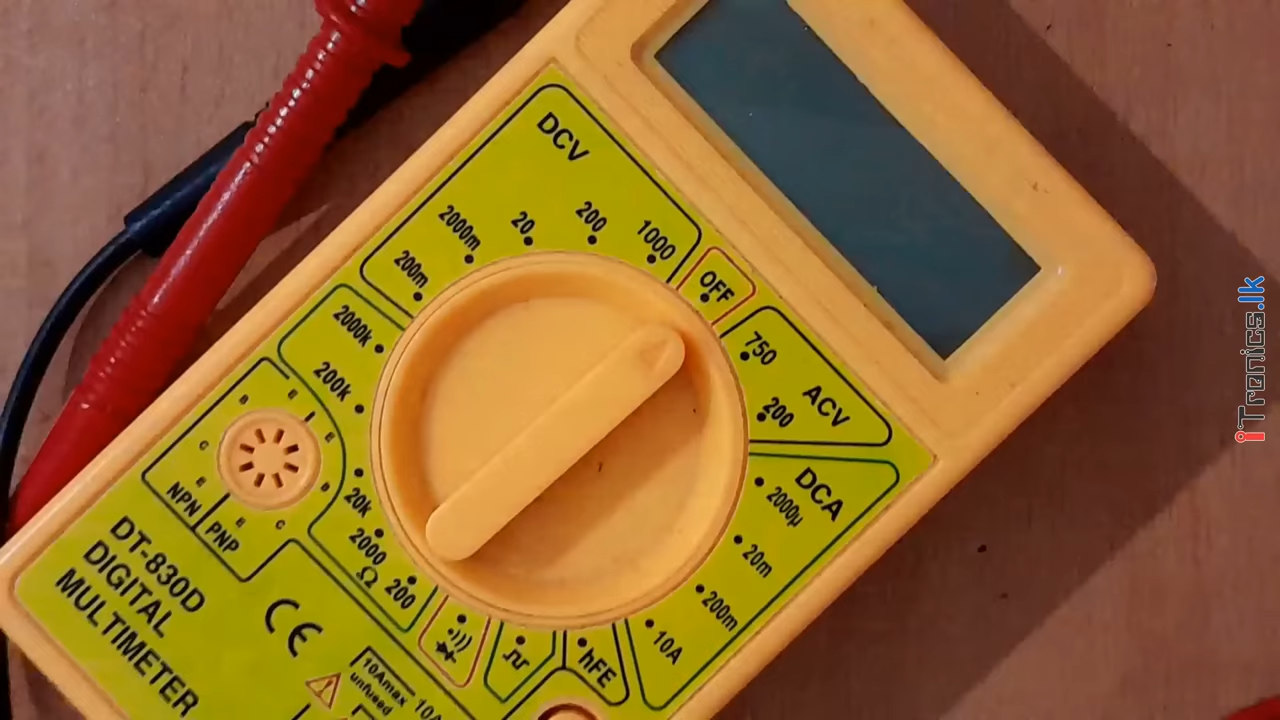 DCV
200m
2000m
20
200
1000
OFF
750
200
ACV
DCA
2000µ
20m
200m
10A
hFE
200
Ω
2000
20k
200k
2000k
E
B
C
E
E
B
C
E
NPN
PNP
DT-830D
DIGITAL
MULTIMETER
CE
10Amax
unfused
10A
iTronics.lk